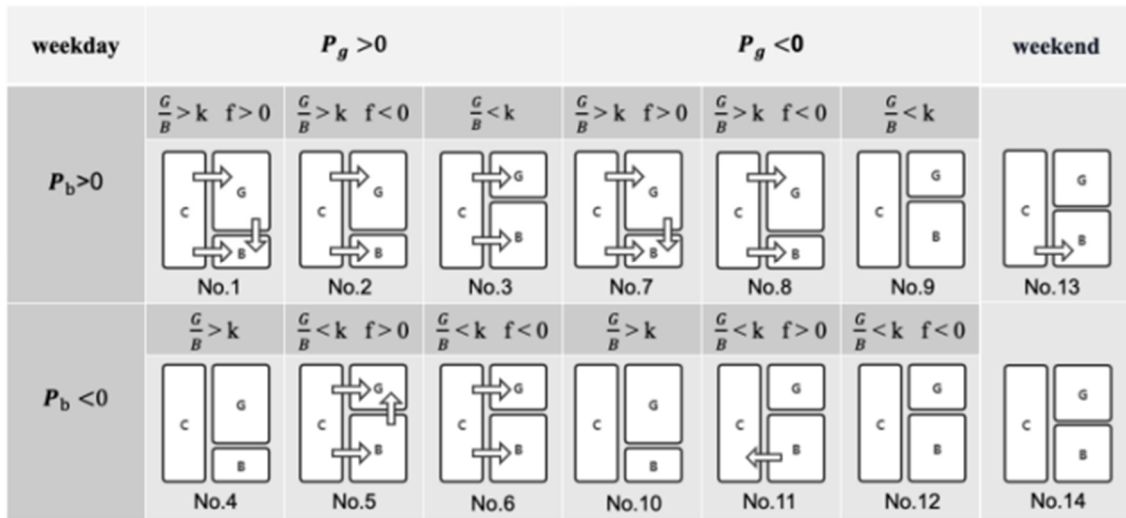 weekday P_g >0 P_g <0 weekend
G/B >k f>0 G/B >k f<0 G/B <k G/B >k f>0 G/B >k f<0 G/B <k
P_b>0
C G B C G B C G B C G B C G B C G B C G B
No.1 No.2 No.3 No.7 No.8 No.9 No.13
G/B >k G/B <k f>0 G/B <k f<0 G/B >k G/B <k f>0 G/B <k f<0
P_b <0
C G B C G B C G B C G B C G B C G B C G B
No.4 No.5 No.6 No.10 No.11 No.12 No.14